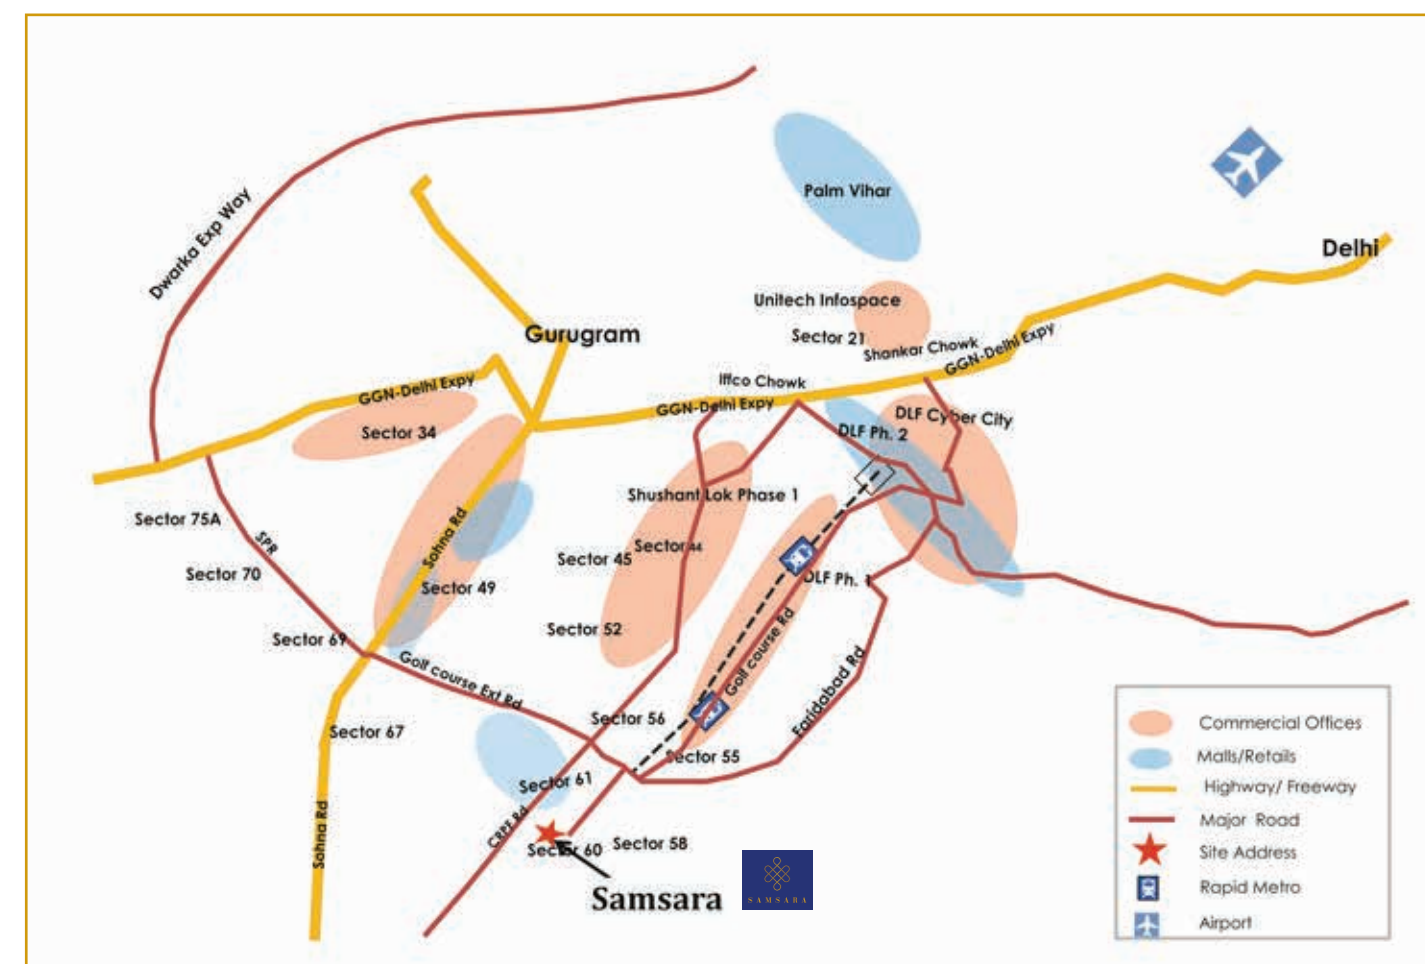 Palm Vihar
Dwarka Exp Way
Delhi
Unitech Infospace
Gurugram
Sector 21
Shankar Chowk
GGN-Delhi Expy
Iffco Chowk
GGN-Delhi Expy
GGN-Delhi Expy
DLF Cyber City
Sector 34
DLF Ph. 2
Shushant Lok Phase 1
Sector 75A
SPR
Sohna Rd
Sector 44
Sector 45
Sector 70
DLF Ph. 1
Sector 49
Sector 52
Sector 69
Golf course Rd
Golf course Ext Rd
Faridabad Rd
Sector 56
Sector 67
Sector 55
Sector 61
CRPF Rd
Sohna Rd
Sector 60
Sector 58
Samsara
SAMSARA
Commercial Offices
Malls/Retails
Highway/ Freeway
Major Road
Site Address
Rapid Metro
Airport